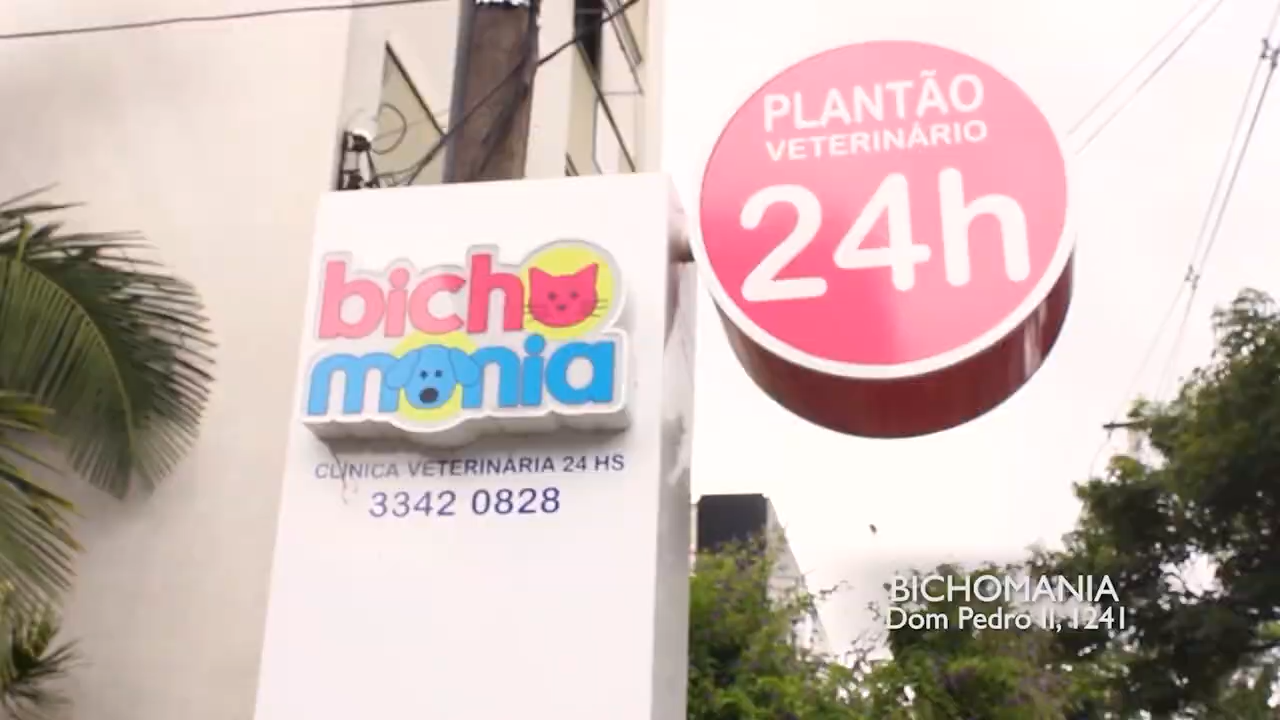 PLANTÃO
VETERINÁRIO
24h
bicho
mania
CLÍNICA VETERINÁRIA 24 HS
3342 0828
BICHOMANIA
Dom Pedro II, 1241